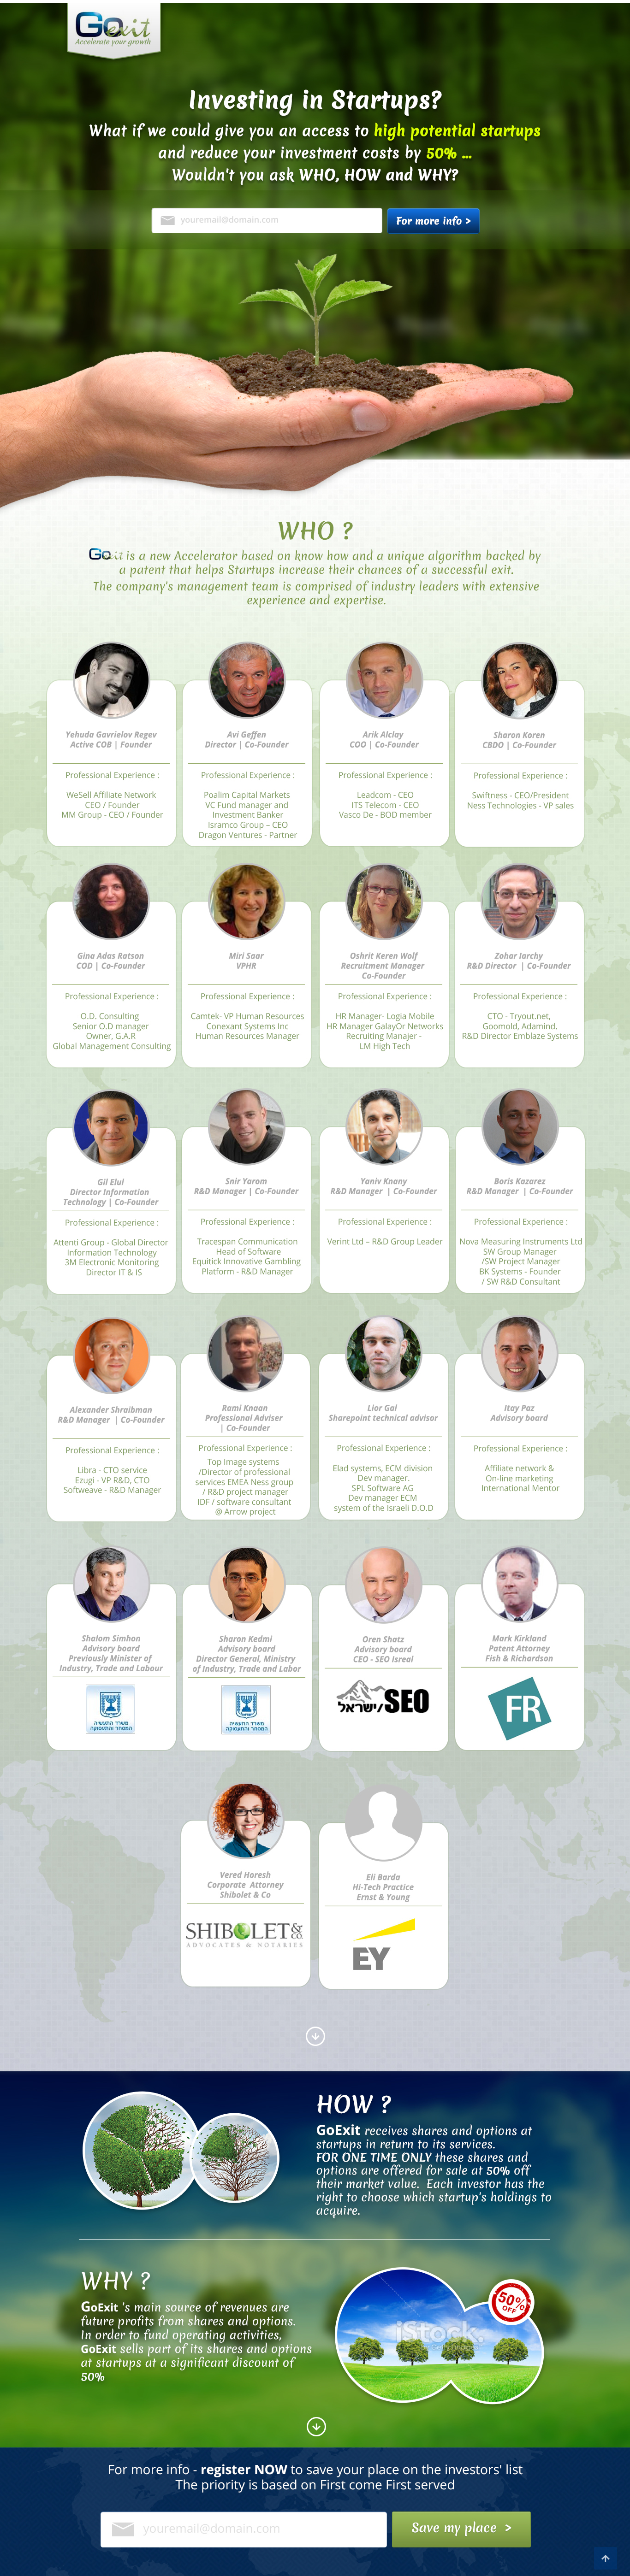 Goexit
Accelerate your growth
Investing in Startups?
What if we could give you an access to high potential startups
and reduce your investment costs by 50% ...
Wouldn't you ask WHO, HOW and WHY?
youremail@domain.com
For more info >
WHO ?
Goexit is a new Accelerator based on know how and a unique algorithm backed by
a patent that helps Startups increase their chances of a successful exit.
The company's management team is comprised of industry leaders with extensive
experience and expertise.
Yehuda Gavrielov Regev
Active COB | Founder
Professional Experience :
WeSell Affiliate Network
CEO / Founder
MM Group - CEO / Founder
Avi Geffen
Director | Co-Founder
Professional Experience :
Poalim Capital Markets
VC Fund manager and
Investment Banker
Isramco Group – CEO
Dragon Ventures - Partner
Arik Alclay
COO | Co-Founder
Professional Experience :
Leadcom - CEO
ITS Telecom - CEO
Vasco De - BOD member
Sharon Koren
CBDO | Co-Founder
Professional Experience :
Swiftness - CEO/President
Ness Technologies - VP sales
Gina Adas Ratson
COD | Co-Founder
Professional Experience :
O.D. Consulting
Senior O.D manager
Owner, G.A.R
Global Management Consulting
Miri Saar
VPHR
Professional Experience :
Camtek- VP Human Resources
Conexant Systems Inc
Human Resources Manager
Oshrit Keren Wolf
Recruitment Manager
Co-Founder
Professional Experience :
HR Manager- Logia Mobile
HR Manager GalayOr Networks
Recruiting Manajer -
LM High Tech
Zohar Iarchy
R&D Director | Co-Founder
Professional Experience :
CTO - Tryout.net,
Goomold, Adamind.
R&D Director Emblaze Systems
Gil Elul
Director Information
Technology | Co-Founder
Professional Experience :
Attenti Group - Global Director
Information Technology
3M Electronic Monitoring
Director IT & IS
Snir Yarom
R&D Manager | Co-Founder
Professional Experience :
Tracespan Communication
Head of Software
Equitick Innovative Gambling
Platform - R&D Manager
Yaniv Knany
R&D Manager | Co-Founder
Professional Experience :
Verint Ltd – R&D Group Leader
Boris Kazarez
R&D Manager | Co-Founder
Professional Experience :
Nova Measuring Instruments Ltd
SW Group Manager
/SW Project Manager
BK Systems - Founder
/ SW R&D Consultant
Alexander Shraibman
R&D Manager | Co-Founder
Professional Experience :
Libra - CTO service
Ezugi - VP R&D, CTO
Softweave - R&D Manager
Rami Knaan
Professional Adviser
| Co-Founder
Professional Experience :
Top Image systems
/Director of professional
services EMEA Ness group
/ R&D project manager
IDF / software consultant
@ Arrow project
Lior Gal
Sharepoint technical advisor
Professional Experience :
Elad systems, ECM division
Dev manager.
SPL Software AG
Dev manager ECM
system of the Israeli D.O.D
Itay Paz
Advisory board
Professional Experience :
Affiliate network &
On-line marketing
International Mentor
Shalom Simhon
Advisory board
Previously Minister of
Industry, Trade and Labour
משרד התעשיה
המסחר והתעסוקה
Sharon Kedmi
Advisory board
Director General, Ministry
of Industry, Trade and Labor
משרד התעשיה
המסחר והתעסוקה
Oren Shatz
Advisory board
CEO - SEO Isreal
ישראל/SEO
Mark Kirkland
Patent Attorney
Fish & Richardson
FR
Vered Horesh
Corporate Attorney
Shibolet & Co
SHIBOLET & CO.
ADVOCATES & NOTARIES
Eli Barda
Hi-Tech Practice
Ernst & Young
EY
HOW ?
GoExit receives shares and options at
startups in return to its services.
FOR ONE TIME ONLY these shares and
options are offered for sale at 50% off
their market value. Each investor has the
right to choose which startup's holdings to
acquire.
WHY ?
GoExit 's main source of revenues are
future profits from shares and options.
In order to fund operating activities,
GoExit sells part of its shares and options
at startups at a significant discount of
50%
50%
OFF
iStock
For more info - register NOW to save your place on the investors' list
The priority is based on First come First served
youremail@domain.com
Save my place >